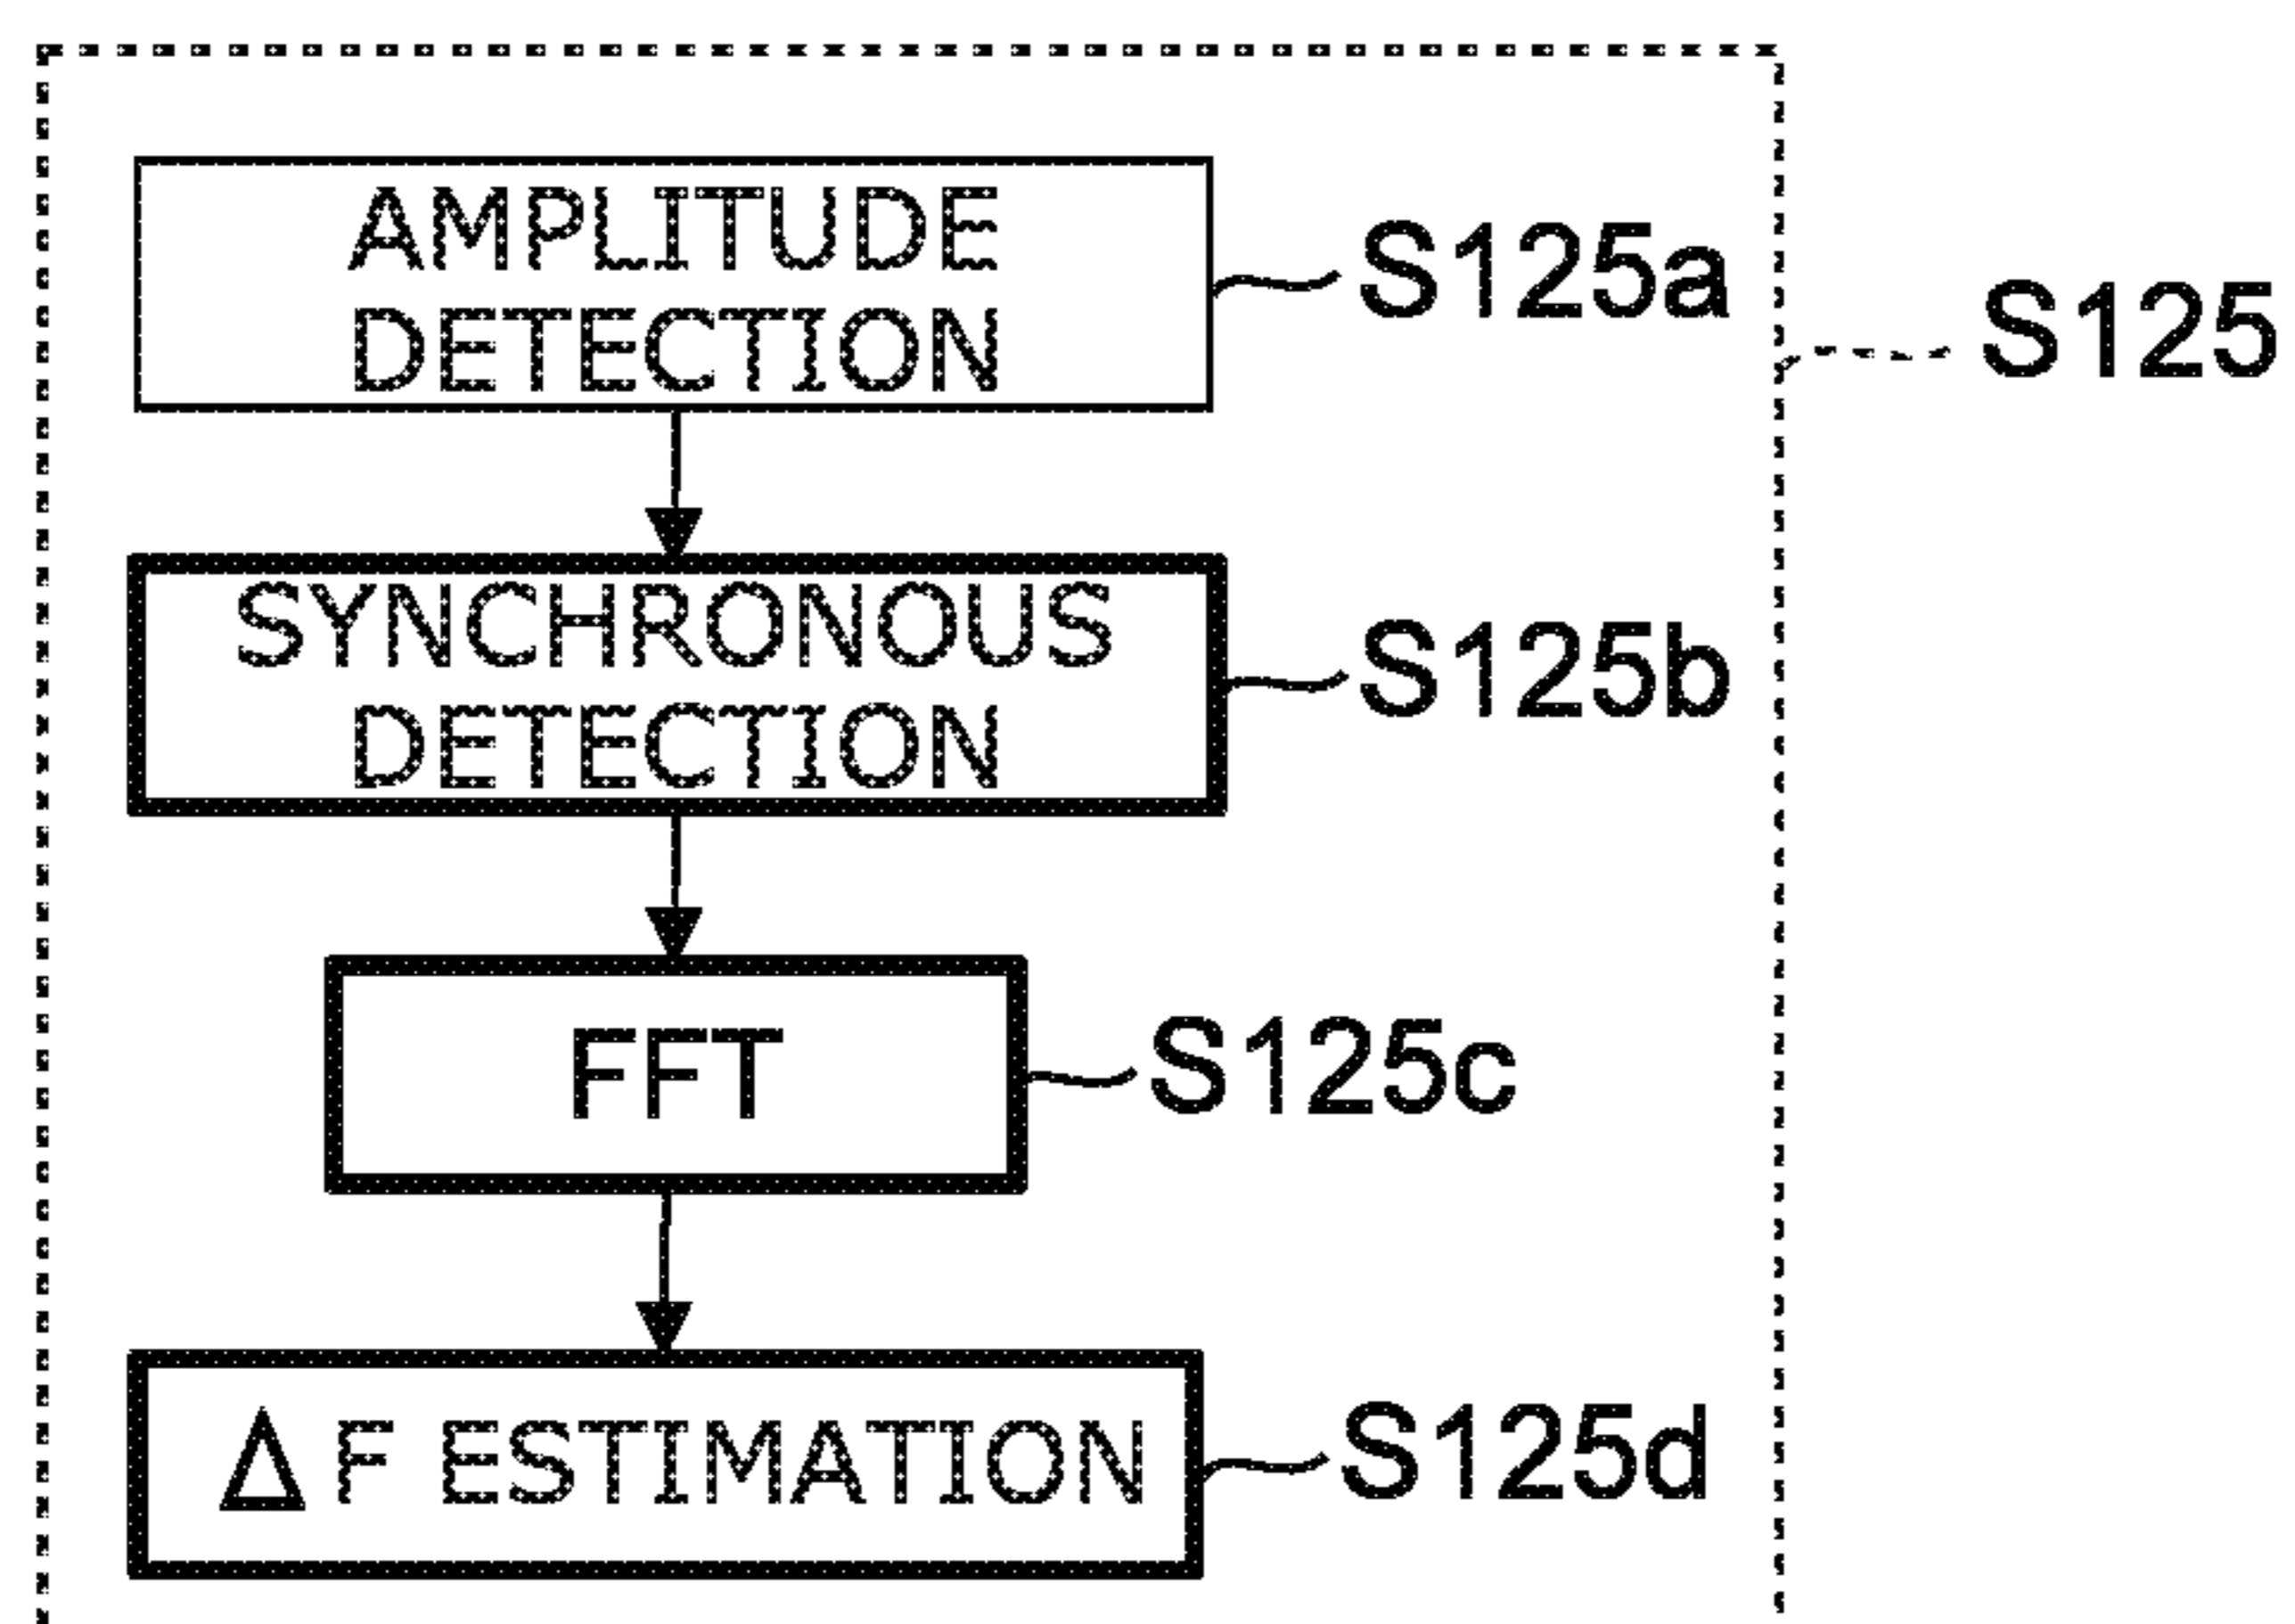 AMPLITUDE
DETECTION
S125a
S125
SYNCHRONOUS
DETECTION
S125b
FFT
S125c
Δ F ESTIMATION
S125d